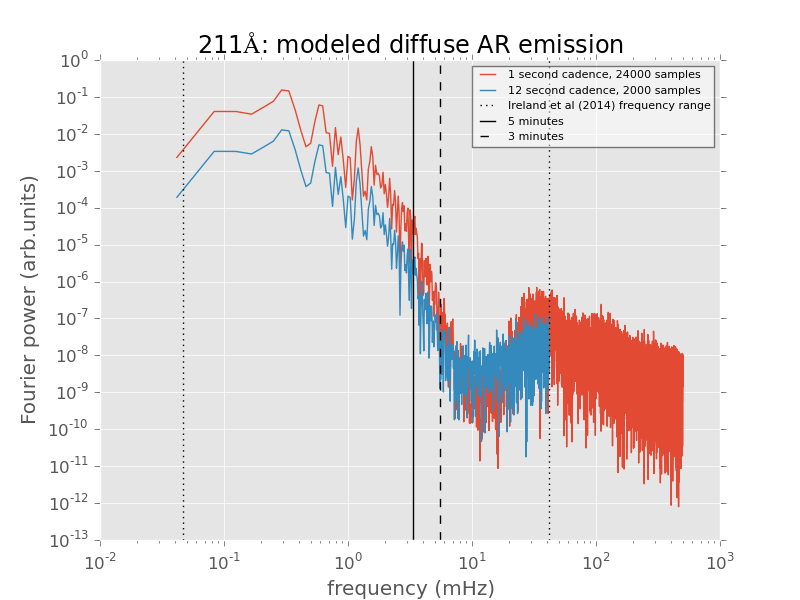 211Å: modeled diffuse AR emission
1 second cadence, 24000 samples
12 second cadence, 2000 samples
Ireland et al (2014) frequency range
5 minutes
3 minutes
Fourier power (arb.units)
10^0
10^-1
10^-2
10^-3
10^-4
10^-5
10^-6
10^-7
10^-8
10^-9
10^-10
10^-11
10^-12
10^-13
10^-2 10^-1 10^0 10^1 10^2 10^3
frequency (mHz)